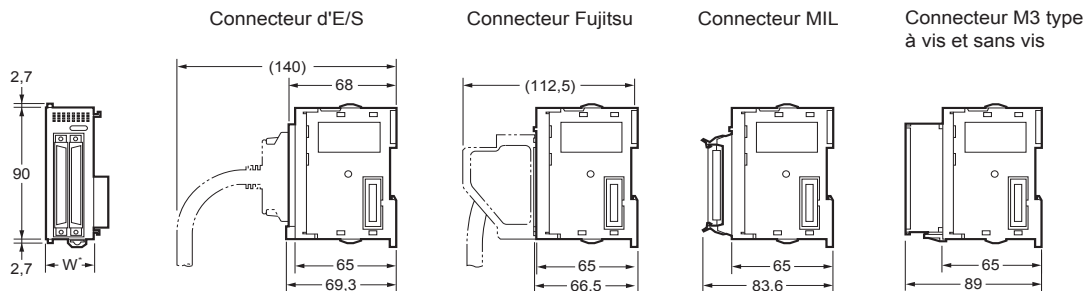 Connecteur d'E/S
Connecteur Fujitsu
Connecteur MIL
Connecteur M3 type
à vis et sans vis
2,7
90
2,7
W*
(140)
68
65
69,3
(112,5)
65
66,5
65
83,6
65
89